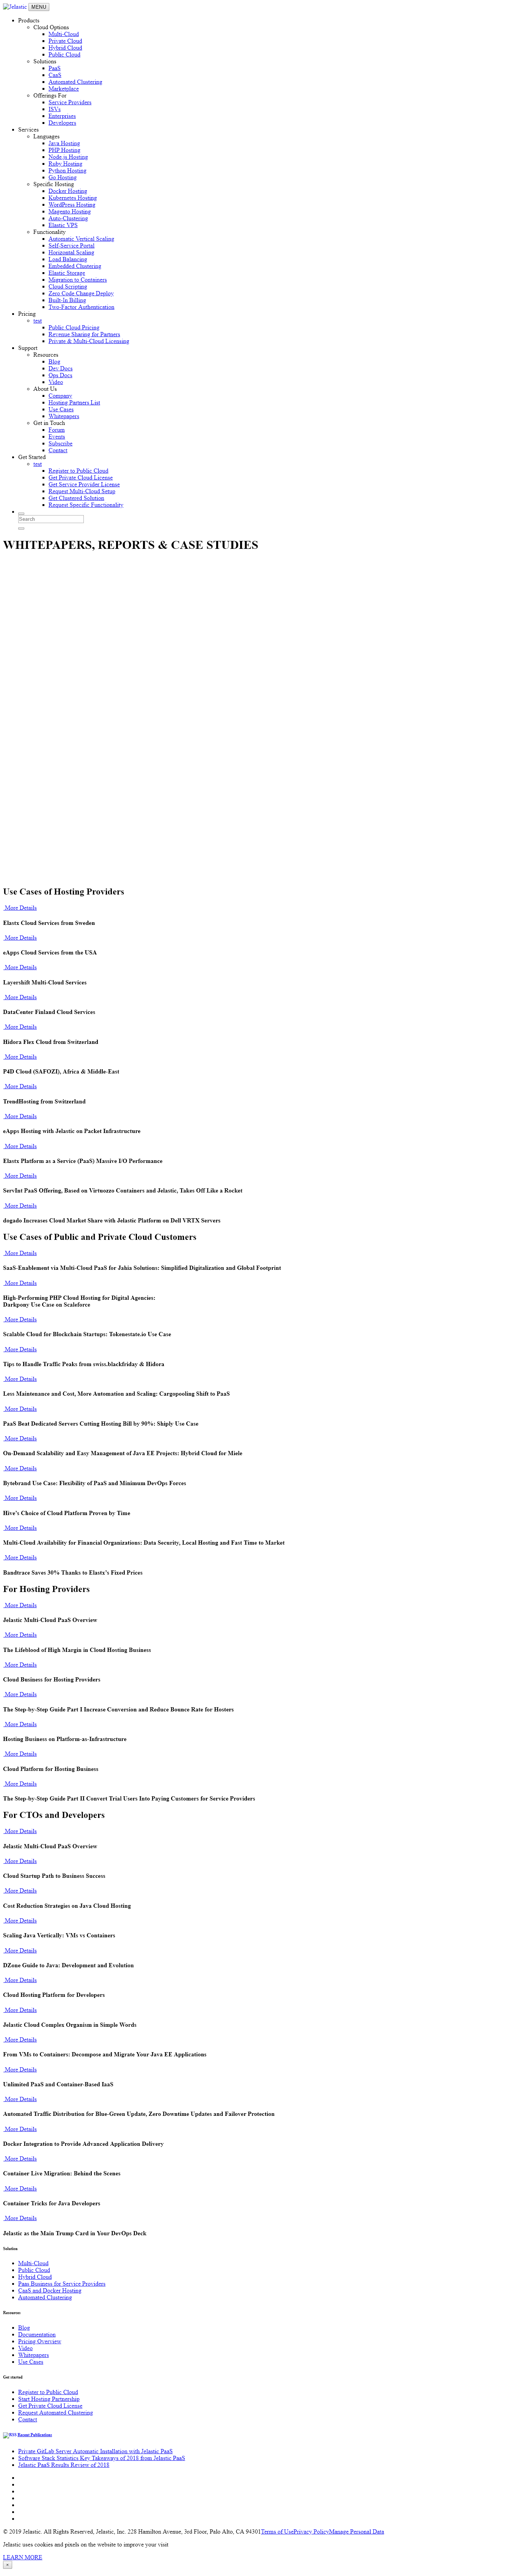 Jelastic MENU
Products
Cloud Options
Multi-Cloud
Private Cloud
Hybrid Cloud
Public Cloud
Solutions
PaaS
CaaS
Automated Clustering
Marketplace
Offerings For
Service Providers
ISVs
Enterprises
Developers
Services
Languages
Java Hosting
PHP Hosting
Node.js Hosting
Ruby Hosting
Python Hosting
Go Hosting
Specific Hosting
Docker Hosting
Kubernetes Hosting
WordPress Hosting
Magento Hosting
Auto-Clustering
Elastic VPS
Functionality
Automatic Vertical Scaling
Self-Service Portal
Horizontal Scaling
Load Balancing
Embedded Clustering
Elastic Storage
Migration to Containers
Cloud Scripting
Zero Code Change Deploy
Built-In Billing
Two-Factor Authentication
Pricing
test
Public Cloud Pricing
Revenue Sharing for Partners
Private & Multi-Cloud Licensing
Support
Resources
Blog
Dev Docs
Ops Docs
Video
About Us
Company
Hosting Partners List
Use Cases
Whitepapers
Get in Touch
Forum
Events
Subscribe
Contact
Get Started
test
Register to Public Cloud
Get Private Cloud License
Get Service Provider License
Request Multi-Cloud Setup
Get Clustered Solution
Request Specific Functionality
Search
WHITEPAPERS, REPORTS & CASE STUDIES
Use Cases of Hosting Providers
More Details
Elastx Cloud Services from Sweden
More Details
eApps Cloud Services from the USA
More Details
Layershift Multi-Cloud Services
More Details
DataCenter Finland Cloud Services
More Details
Hidora Flex Cloud from Switzerland
More Details
P4D Cloud (SAFOZI), Africa & Middle-East
More Details
TrendHosting from Switzerland
More Details
eApps Hosting with Jelastic on Packet Infrastructure
More Details
Elastx Platform as a Service (PaaS) Massive I/O Performance
More Details
ServInt PaaS Offering, Based on Virtuozzo Containers and Jelastic, Takes Off Like a Rocket
More Details
dogado Increases Cloud Market Share with Jelastic Platform on Dell VRTX Servers
Use Cases of Public and Private Cloud Customers
More Details
SaaS-Enablement via Multi-Cloud PaaS for Jahia Solutions: Simplified Digitalization and Global Footprint
More Details
High-Performing PHP Cloud Hosting for Digital Agencies:
Darkpony Use Case on Scaleforce
More Details
Scalable Cloud for Blockchain Startups: Tokenestate.io Use Case
More Details
Tips to Handle Traffic Peaks from swiss.blackfriday & Hidora
More Details
Less Maintenance and Cost, More Automation and Scaling: Cargopooling Shift to PaaS
More Details
PaaS Beat Dedicated Servers Cutting Hosting Bill by 90%: Shiply Use Case
More Details
On-Demand Scalability and Easy Management of Java EE Projects: Hybrid Cloud for Miele
More Details
Bytebrand Use Case: Flexibility of PaaS and Minimum DevOps Forces
More Details
Hive's Choice of Cloud Platform Proven by Time
More Details
Multi-Cloud Availability for Financial Organizations: Data Security, Local Hosting and Fast Time to Market
More Details
Bandtrace Saves 30% Thanks to Elastx's Fixed Prices
For Hosting Providers
More Details
Jelastic Multi-Cloud PaaS Overview
More Details
The Lifeblood of High Margin in Cloud Hosting Business
More Details
Cloud Business for Hosting Providers
More Details
The Step-by-Step Guide Part I Increase Conversion and Reduce Bounce Rate for Hosters
More Details
Hosting Business on Platform-as-Infrastructure
More Details
Cloud Platform for Hosting Business
More Details
The Step-by-Step Guide Part II Convert Trial Users Into Paying Customers for Service Providers
For CTOs and Developers
More Details
Jelastic Multi-Cloud PaaS Overview
More Details
Cloud Startup Path to Business Success
More Details
Cost Reduction Strategies on Java Cloud Hosting
More Details
Scaling Java Vertically: VMs vs Containers
More Details
DZone Guide to Java: Development and Evolution
More Details
Cloud Hosting Platform for Developers
More Details
Jelastic Cloud Complex Organism in Simple Words
More Details
From VMs to Containers: Decompose and Migrate Your Java EE Applications
More Details
Unlimited PaaS and Container-Based IaaS
More Details
Automated Traffic Distribution for Blue-Green Update, Zero Downtime Updates and Failover Protection
More Details
Docker Integration to Provide Advanced Application Delivery
More Details
Container Live Migration: Behind the Scenes
More Details
Container Tricks for Java Developers
More Details
Jelastic as the Main Trump Card in Your DevOps Deck
Solution
Multi-Cloud
Public Cloud
Hybrid Cloud
Paas Business for Service Providers
CaaS and Docker Hosting
Automated Clustering
Resources
Blog
Documentation
Pricing Overview
Video
Whitepapers
Use Cases
Get started
Register to Public Cloud
Start Hosting Partnership
Get Private Cloud License
Request Automated Clustering
Contact
RSS Recent Publications
Private GitLab Server Automatic Installation with Jelastic PaaS
Software Stack Statistics Key Takeaways of 2018 from Jelastic PaaS
Jelastic PaaS Results Review of 2018
© 2019 Jelastic. All Rights Reserved, Jelastic, Inc. 228 Hamilton Avenue, 3rd Floor, Palo Alto, CA 94301Terms of UsePrivacy PolicyManage Personal Data
Jelastic uses cookies and pixels on the website to improve your visit
LEARN MORE
×